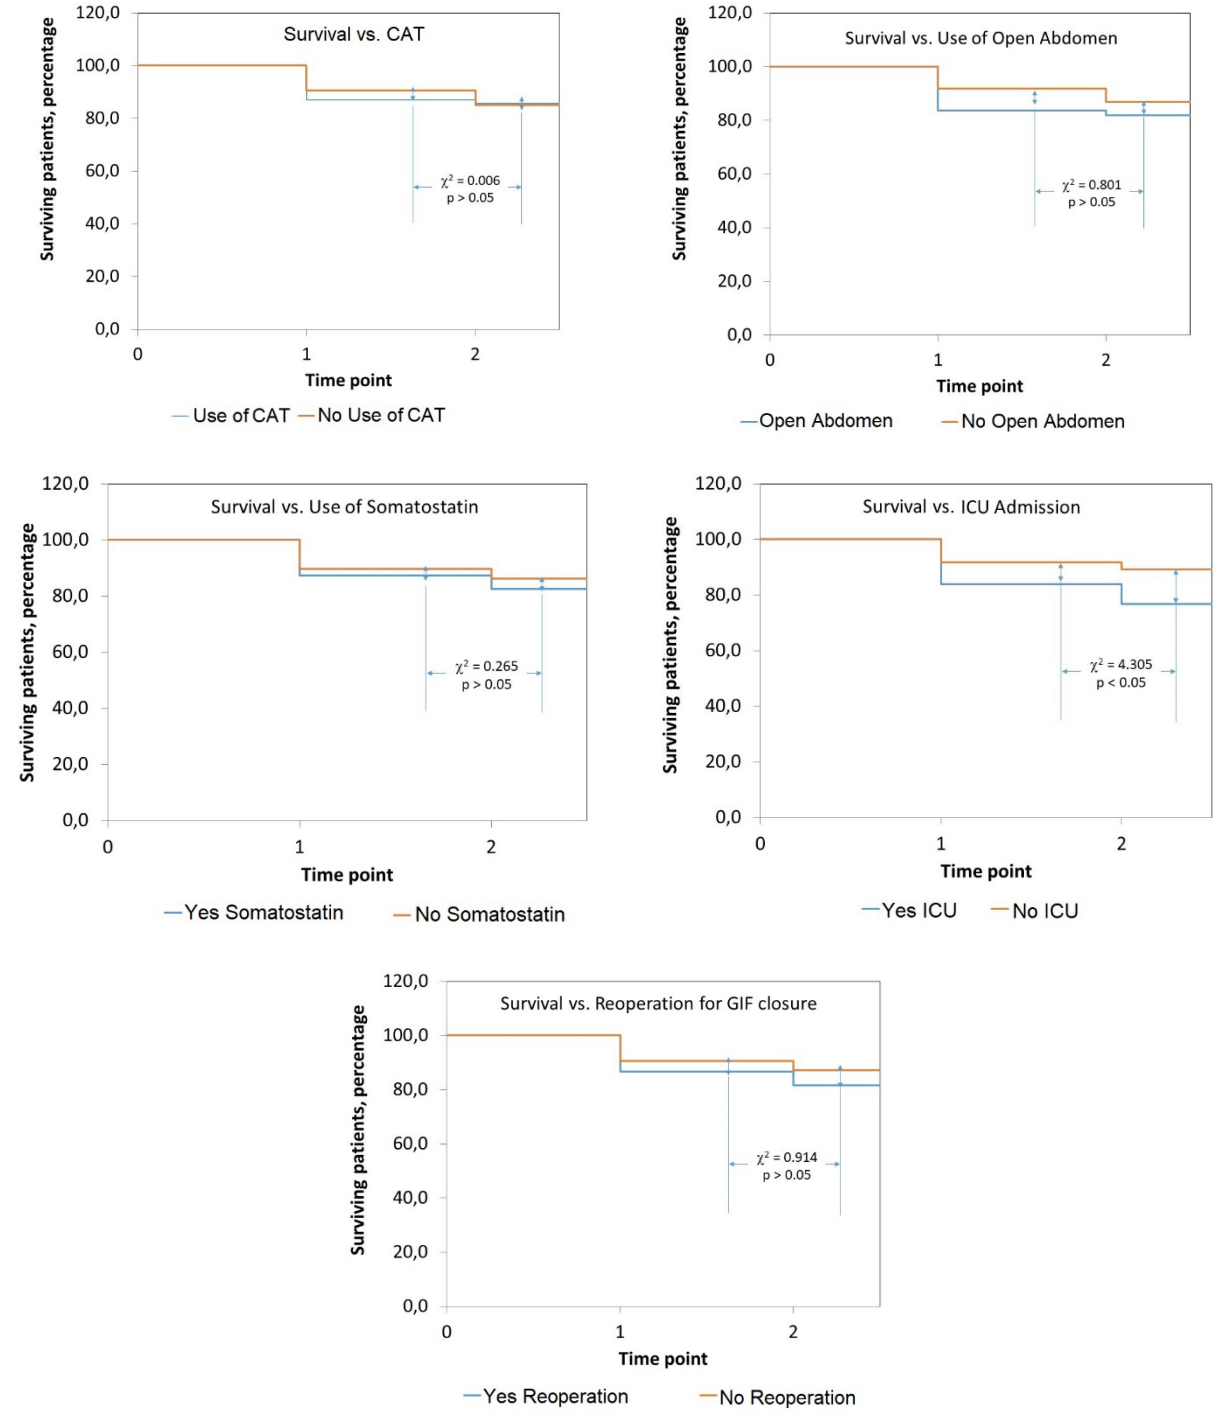 Survival vs. CAT
Surviving patients, percentage
120,0
100,0
80,0
60,0
40,0
20,0
0,0
χ² = 0.006
p > 0.05
0 1 2
Time point
Use of CAT No Use of CAT
Survival vs. Use of Open Abdomen
Surviving patients, percentage
120,0
100,0
80,0
60,0
40,0
20,0
0,0
χ² = 0.801
p > 0.05
0 1 2
Time point
Open Abdomen No Open Abdomen
Survival vs. Use of Somatostatin
Surviving patients, percentage
120,0
100,0
80,0
60,0
40,0
20,0
0,0
χ² = 0.265
p > 0.05
0 1 2
Time point
Yes Somatostatin No Somatostatin
Survival vs. ICU Admission
Surviving patients, percentage
120,0
100,0
80,0
60,0
40,0
20,0
0,0
χ² = 4.305
p < 0.05
0 1 2
Time point
Yes ICU No ICU
Survival vs. Reoperation for GIF closure
Surviving patients, percentage
120,0
100,0
80,0
60,0
40,0
20,0
0,0
χ² = 0.914
p > 0.05
0 1 2
Time point
Yes Reoperation No Reoperation